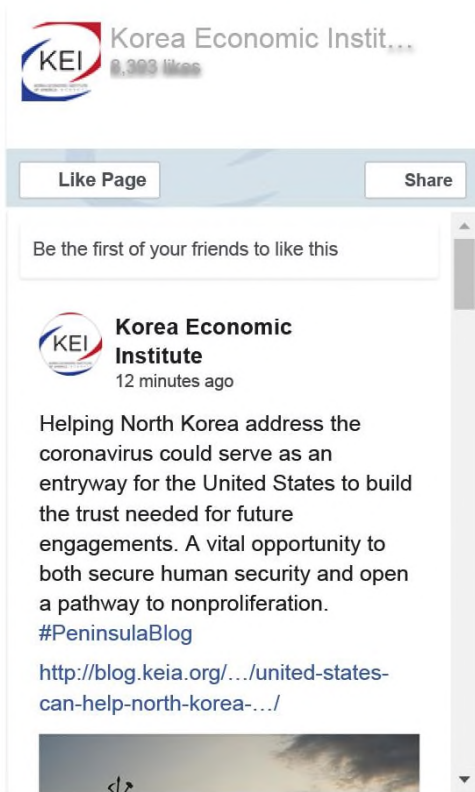 KEI
Korea Economic Instit...
8,393 likes
Like Page
Share
Be the first of your friends to like this
KEI
Korea Economic
Institute
12 minutes ago
Helping North Korea address the
coronavirus could serve as an
entryway for the United States to build
the trust needed for future
engagements. A vital opportunity to
both secure human security and open
a pathway to nonproliferation.
#PeninsulaBlog
http://blog.keia.org/.../united-states-
can-help-north-korea-.../